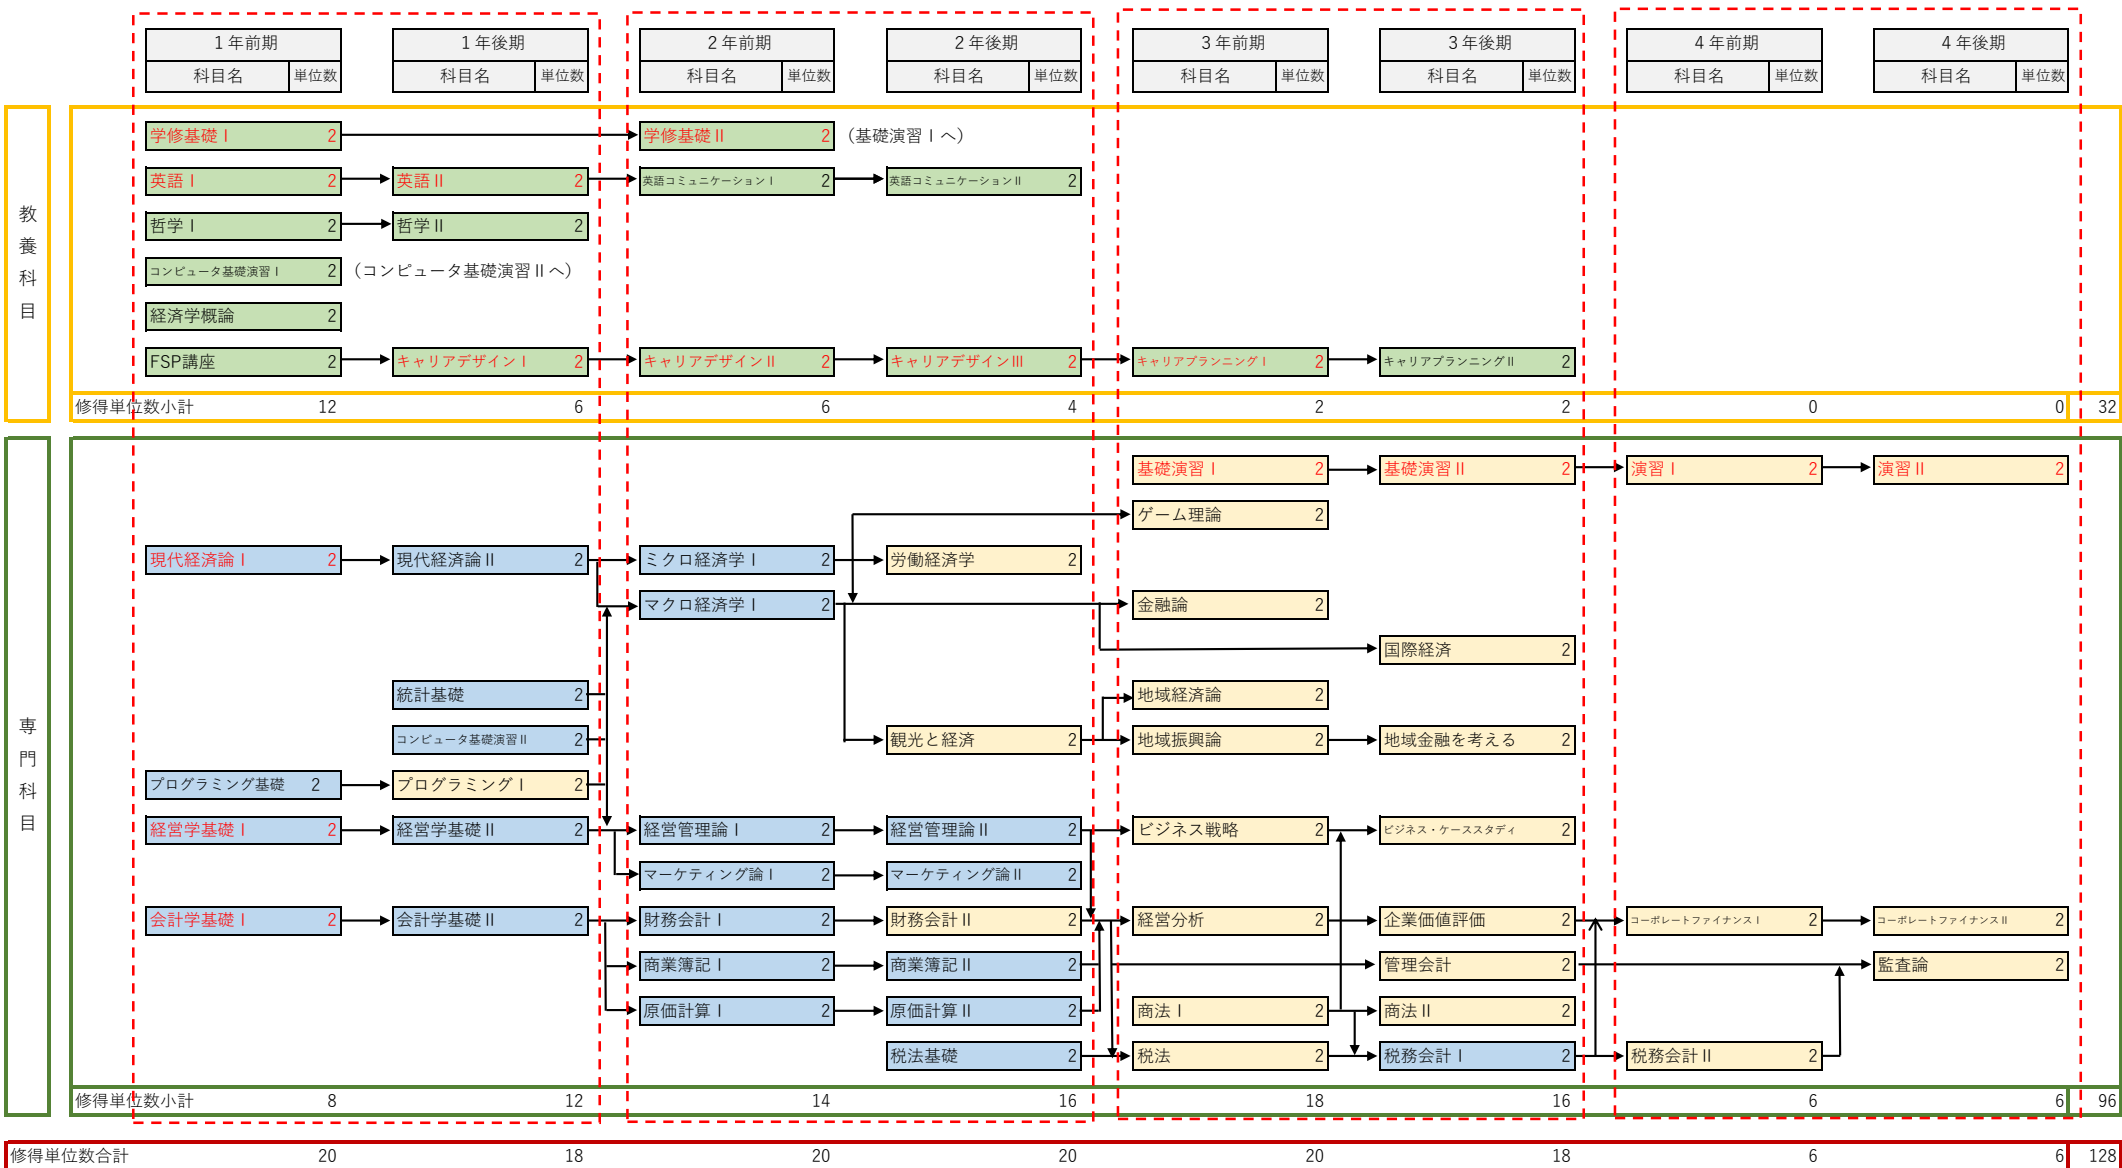 1年前期 1年後期 2年前期 2年後期 3年前期 3年後期 4年前期 4年後期
科目名 単位数 科目名 単位数 科目名 単位数 科目名 単位数 科目名 単位数 科目名 単位数 科目名 単位数 科目名 単位数
教養科目
学修基礎Ⅰ 2 学修基礎Ⅱ 2 （基礎演習Ⅰへ）
英語Ⅰ 2 英語Ⅱ 2 英語コミュニケーションⅠ 2 英語コミュニケーションⅡ 2
哲学Ⅰ 2 哲学Ⅱ 2
コンピュータ基礎演習Ⅰ 2 （コンピュータ基礎演習Ⅱへ）
経済学概論 2
FSP講座 2 キャリアデザインⅠ 2 キャリアデザインⅡ 2 キャリアデザインⅢ 2 キャリアプランニングⅠ 2 キャリアプランニングⅡ 2
修得単位数小計 12 6 6 4 2 2 0 0 32
専門科目
基礎演習Ⅰ 2 基礎演習Ⅱ 2 演習Ⅰ 2 演習Ⅱ 2
ゲーム理論 2
現代経済論Ⅰ 2 現代経済論Ⅱ 2 ミクロ経済学Ⅰ 2 労働経済学 2
マクロ経済学Ⅰ 2 金融論 2
国際経済 2
統計基礎 2 地域経済論 2
コンピュータ基礎演習Ⅱ 2 観光と経済 2 地域振興論 2 地域金融を考える 2
プログラミング基礎 2 プログラミングⅠ 2
経営学基礎Ⅰ 2 経営学基礎Ⅱ 2 経営管理論Ⅰ 2 経営管理論Ⅱ 2 ビジネス戦略 2 ビジネス・ケーススタディ 2
マーケティング論Ⅰ 2 マーケティング論Ⅱ 2
会計学基礎Ⅰ 2 会計学基礎Ⅱ 2 財務会計Ⅰ 2 財務会計Ⅱ 2 経営分析 2 企業価値評価 2 コーポレートファイナンスⅠ 2 コーポレートファイナンスⅡ 2
商業簿記Ⅰ 2 商業簿記Ⅱ 2 管理会計 2 監査論 2
原価計算Ⅰ 2 原価計算Ⅱ 2 商法Ⅰ 2 商法Ⅱ 2
税法基礎 2 税法 2 税務会計Ⅰ 2 税務会計Ⅱ 2
修得単位数小計 8 12 14 16 18 16 6 6 96
修得単位数合計 20 18 20 20 20 18 6 6 128